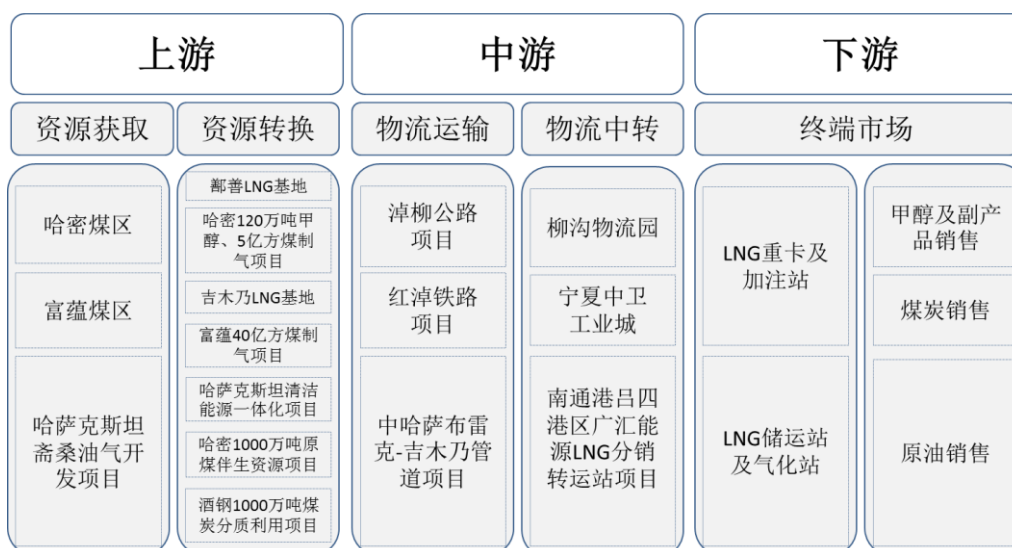 上游
中游
下游
资源获取
资源转换
物流运输
物流中转
终端市场
哈密煤区
富蕴煤区
哈萨克斯坦
斋桑油气开
发项目
鄯善LNG基地
哈密120万吨甲
醇、5亿方煤制
气项目
吉木乃LNG基地
富蕴40亿方煤制
气项目
哈萨克斯坦清洁
能源一体化项目
哈密1000万吨原
煤伴生资源项目
酒钢1000万吨煤
炭分质利用项目
淖柳公路
项目
红淖铁路
项目
中哈萨布雷
克-吉木乃管
道项目
柳沟物流园
宁夏中卫
工业城
南通港吕四
港区广汇能
源LNG分销
转运站项目
LNG重卡及
加注站
LNG储运站
及气化站
甲醇及副产
品销售
煤炭销售
原油销售